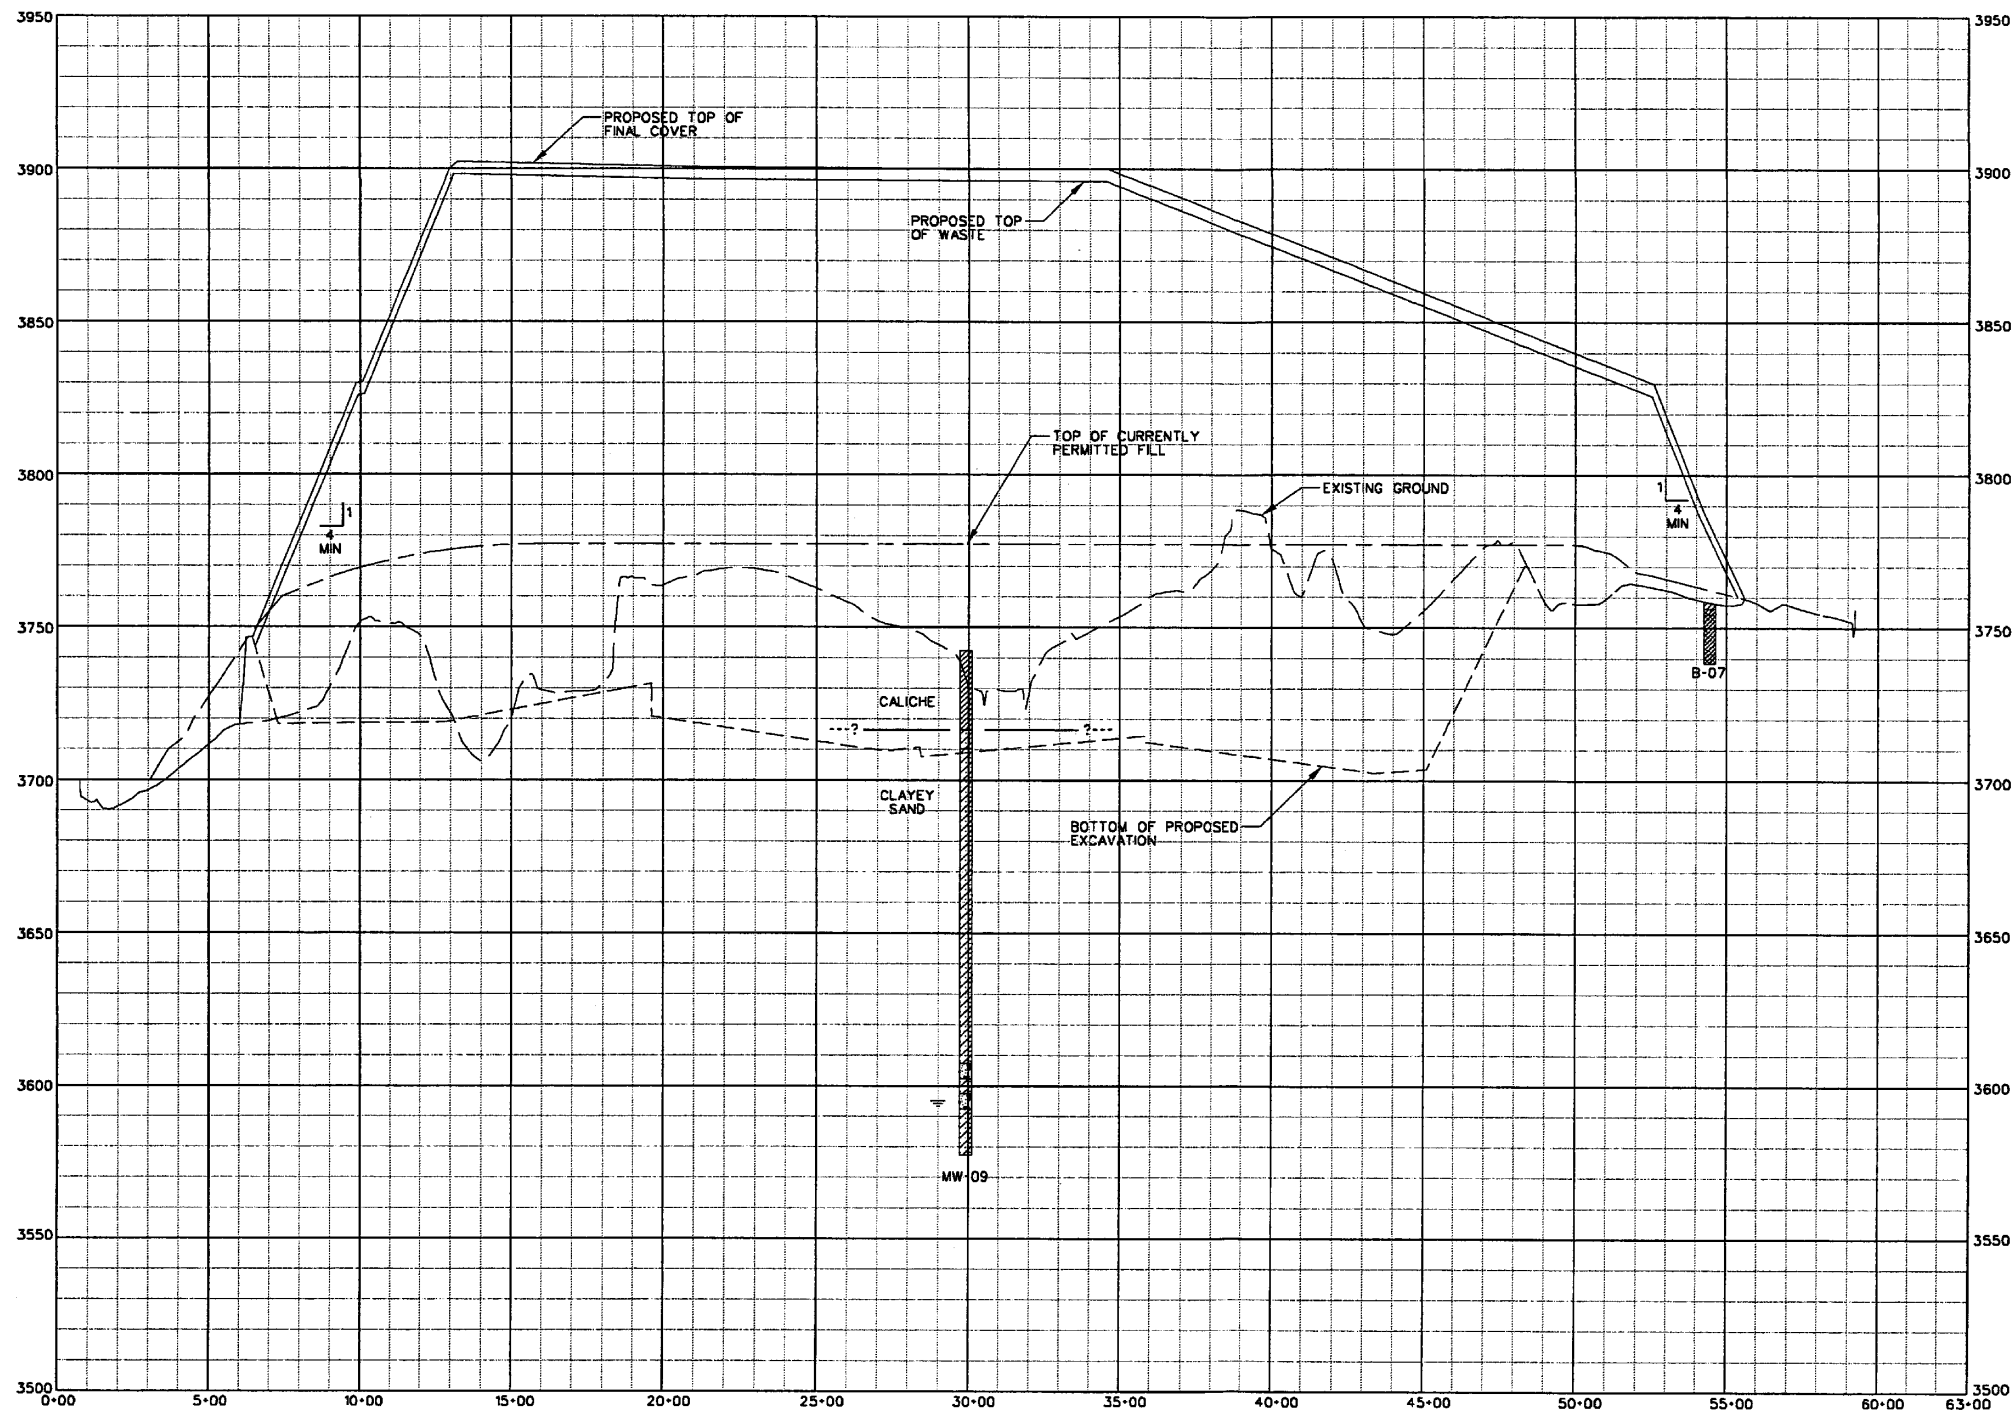 3950
3950
PROPOSED TOP OF
FINAL COVER
3900
3900
PROPOSED TOP
OF WASTE
3850
3850
TOP OF CURRENTLY
PERMITTED FILL
3800
3800
EXISTING GROUND
1
4
MIN
1
4
MIN
3750
3750
B-07
CALICHE
---?
?----
3700
3700
CLAYEY
SAND
BOTTOM OF PROPOSED
EXCAVATION
3650
3650
3600
3600
MW-09
3550
3550
3500
3500
0+00 5+00 10+00 15+00 20+00 25+00 30+00 35+00 40+00 45+00 50+00 55+00 60+00 63+00